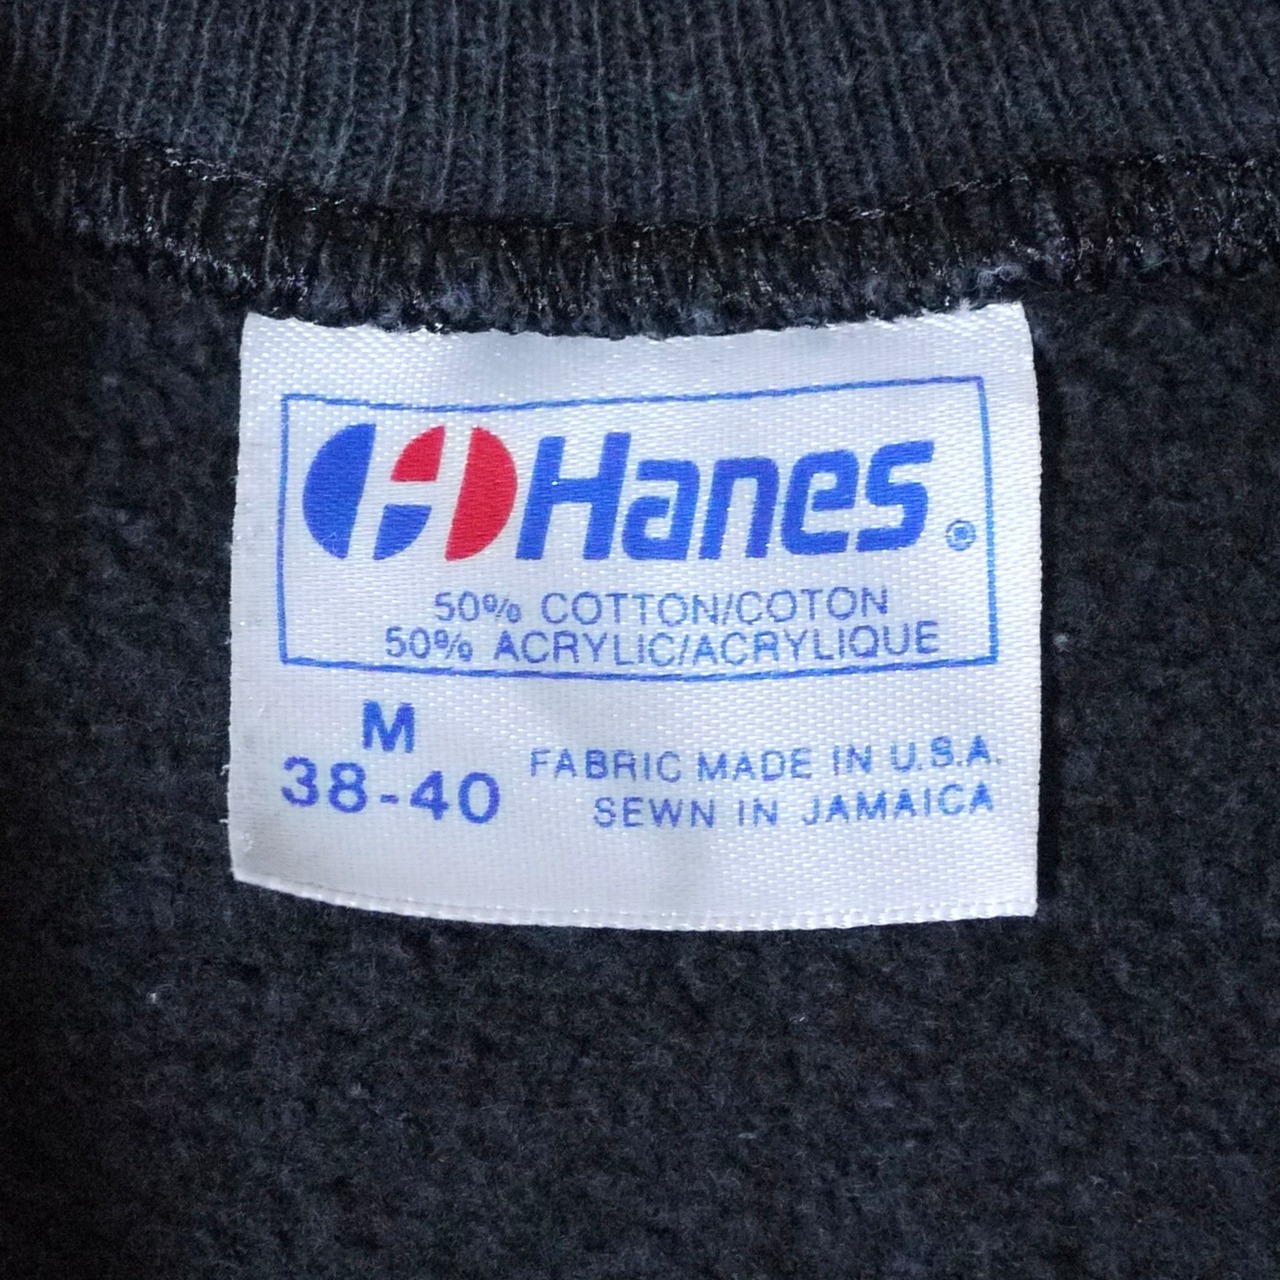 Hanes®
50% COTTON/COTON
50% ACRYLIC/ACRYLIQUE
M
38-40
FABRIC MADE IN U.S.A.
SEWN IN JAMAICA